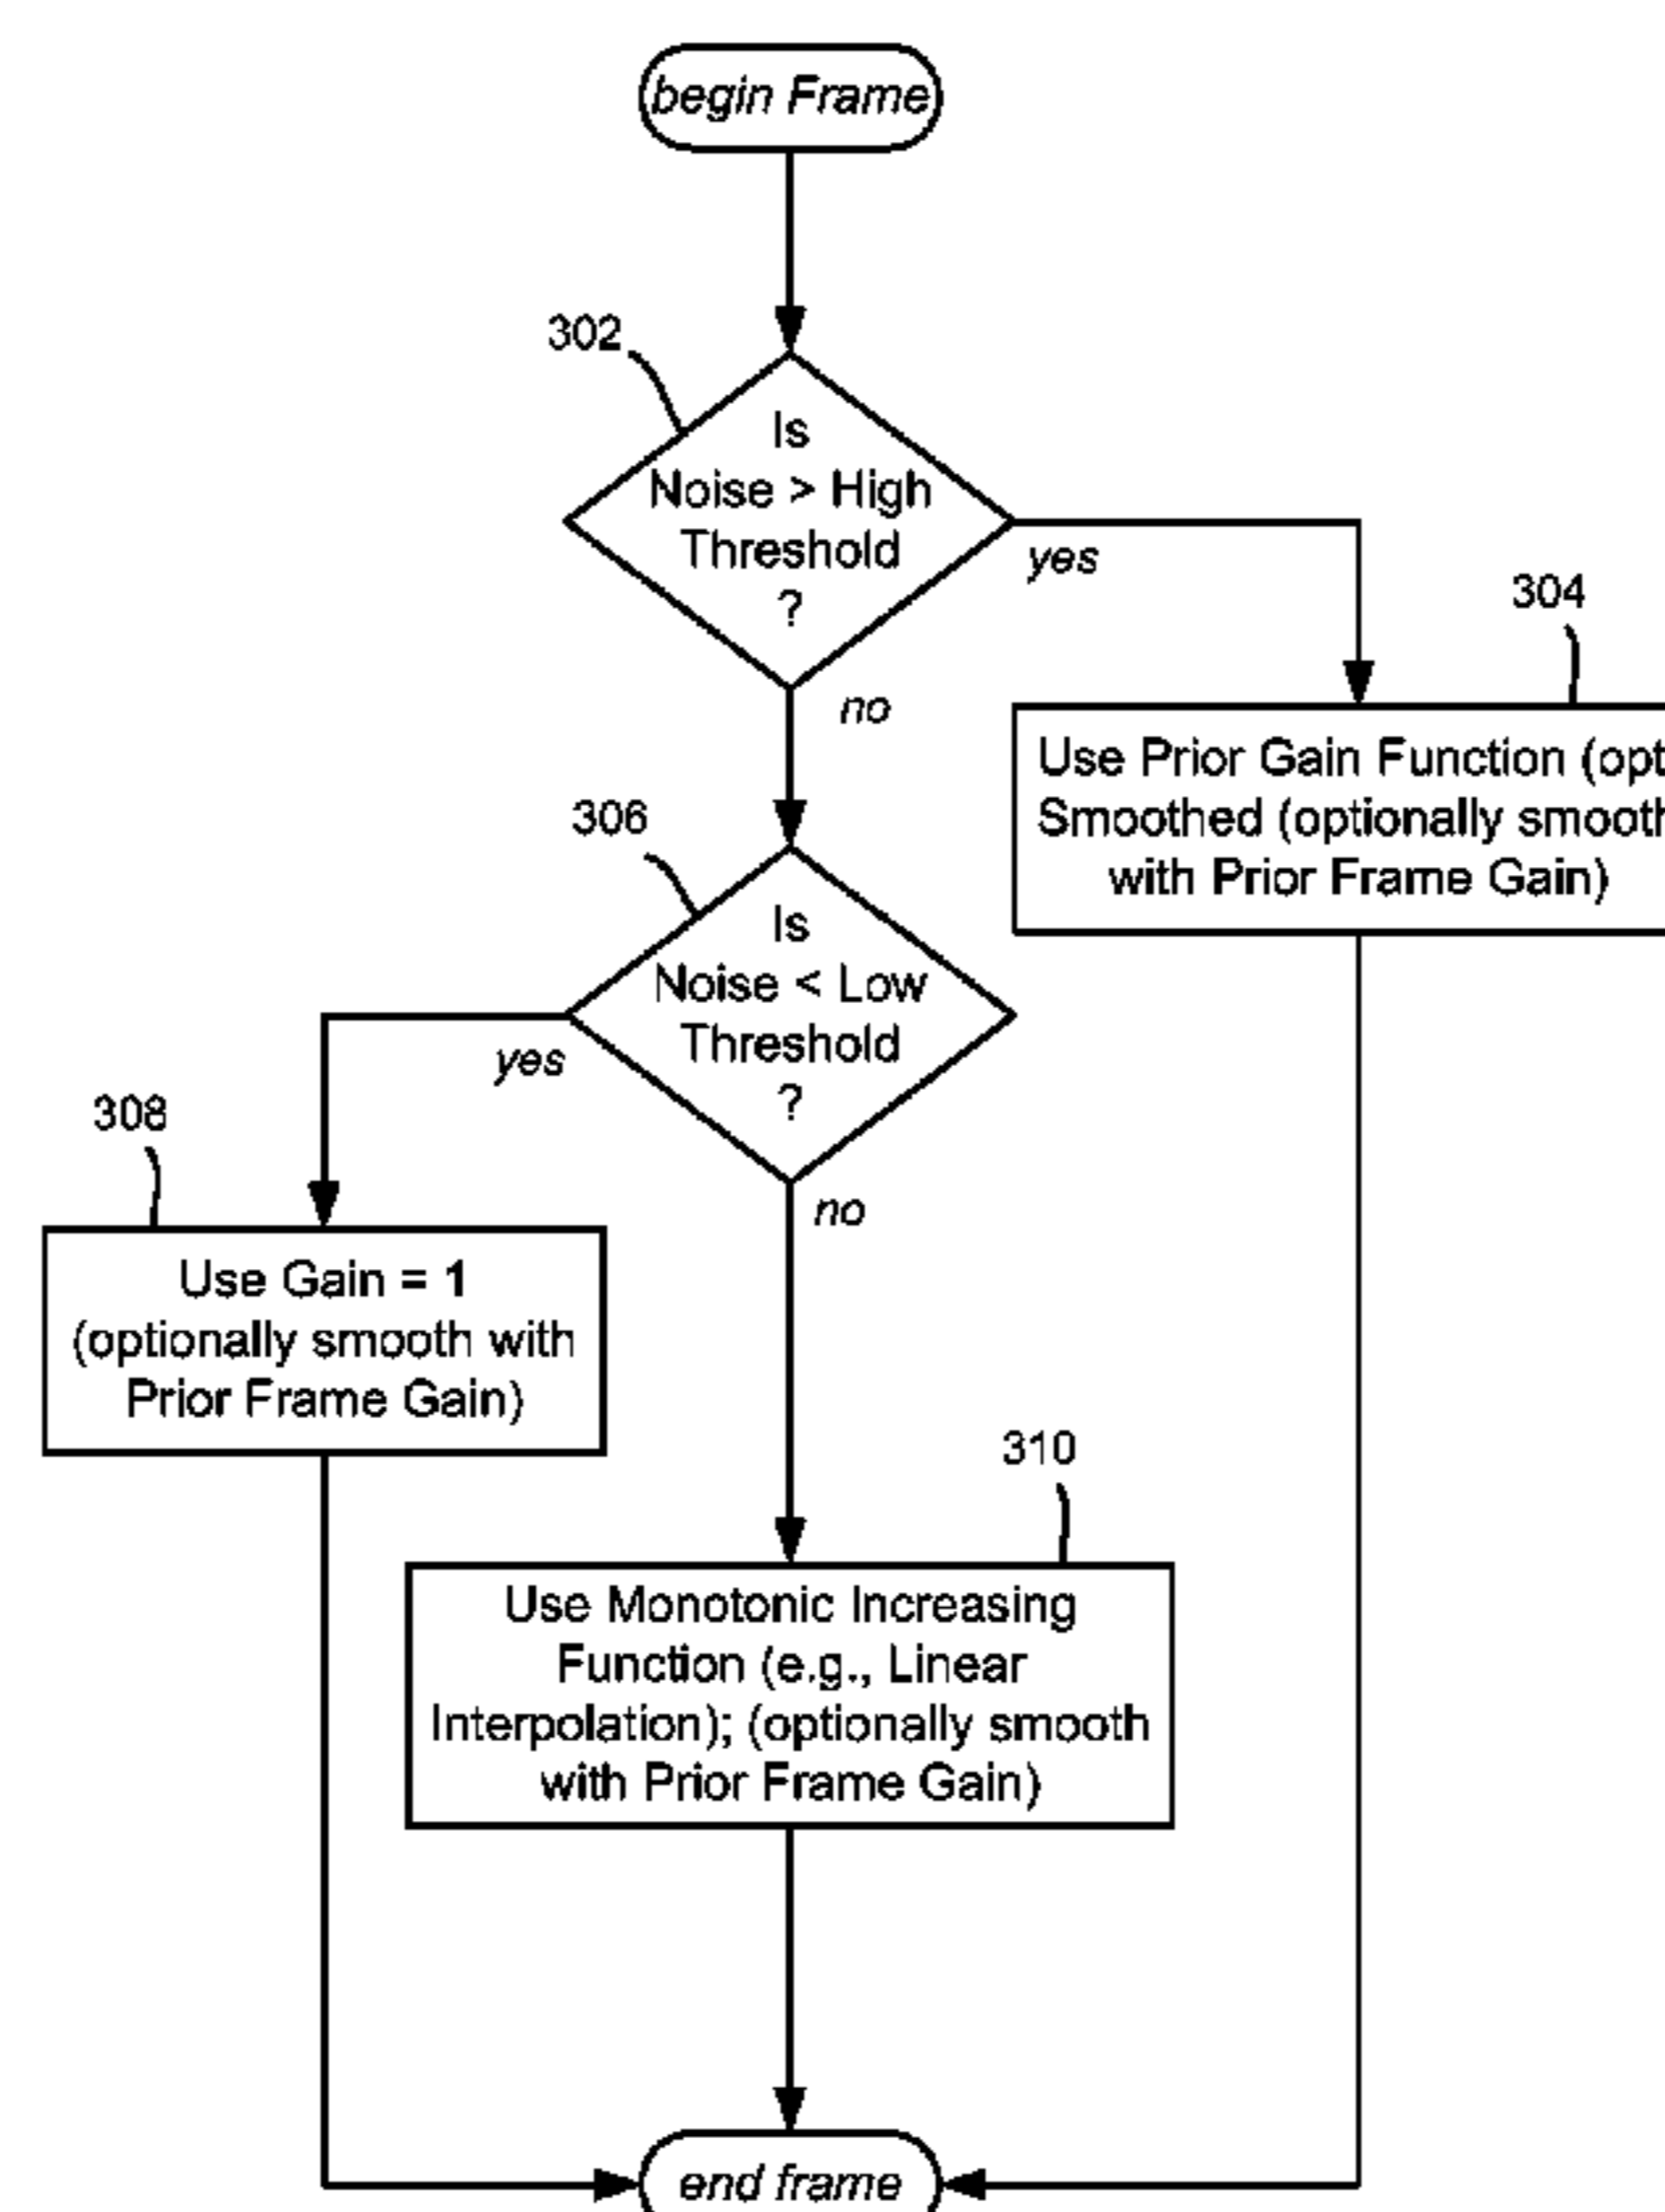 begin Frame
302
Is
Noise > High
Threshold
?
yes
no
304
Use Prior Gain Function (opt
Smoothed (optionally smooth
with Prior Frame Gain)
306
Is
Noise < Low
Threshold
?
yes
no
308
Use Gain = 1
(optionally smooth with
Prior Frame Gain)
310
Use Monotonic Increasing
Function (e.g., Linear
Interpolation); (optionally smooth
with Prior Frame Gain)
end frame